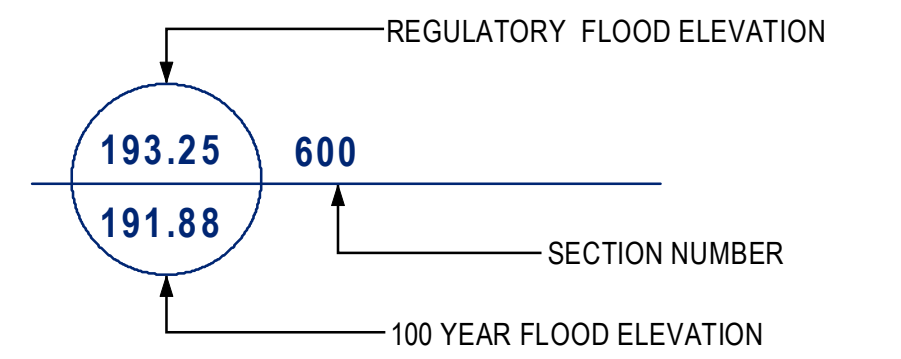 REGULATORY FLOOD ELEVATION
193.25 600
191.88
SECTION NUMBER
100 YEAR FLOOD ELEVATION